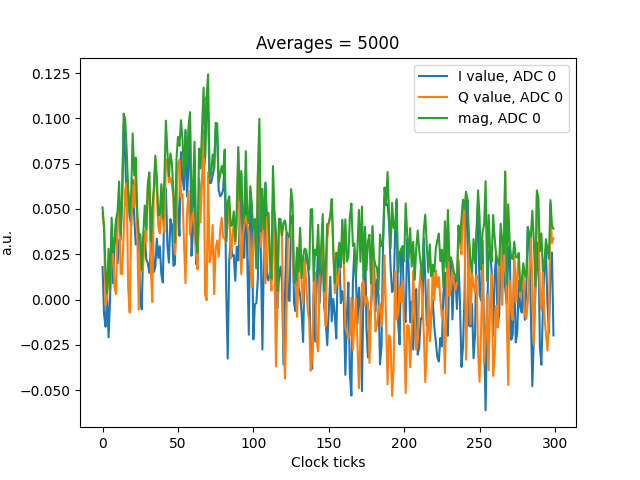 Averages = 5000
0.125
0.100
0.075
0.050
0.025
0.000
−0.025
−0.050
a.u.
I value, ADC 0
Q value, ADC 0
mag, ADC 0
0 50 100 150 200 250 300
Clock ticks